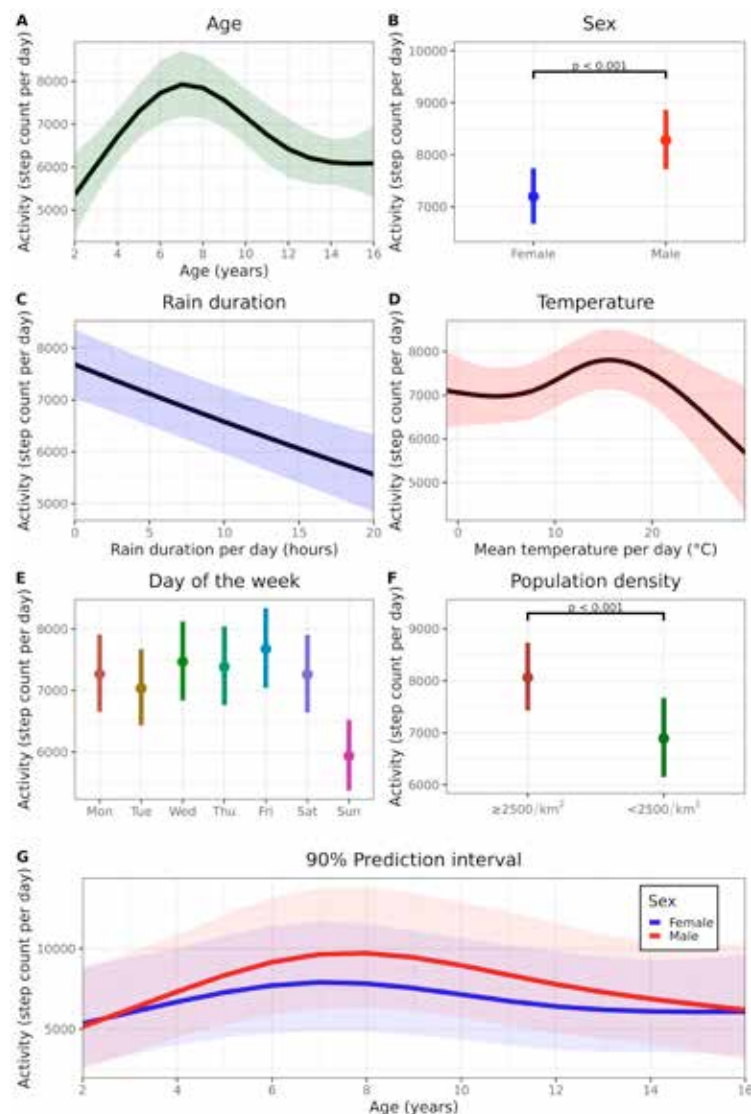 A
Age
Activity (step count per day)
8000
7000
6000
5000
2 4 6 8 10 12 14 16
Age (years)
B
Sex
Activity (step count per day)
10000
9000
8000
7000
p < 0.001
Female Male
C
Rain duration
Activity (step count per day)
8000
7000
6000
5000
0 5 10 15 20
Rain duration per day (hours)
D
Temperature
Activity (step count per day)
8000
7000
6000
5000
0 10 20
Mean temperature per day (°C)
E
Day of the week
Activity (step count per day)
8000
7000
6000
Mon Tue Wed Thu Fri Sat Sun
F
Population density
Activity (step count per day)
9000
8000
7000
6000
p < 0.001
≥2500/km² <2500/km²
G
90% Prediction interval
Activity (step count per day)
10000
5000
Sex
Female
Male
2 4 6 8 10 12 14 16
Age (years)